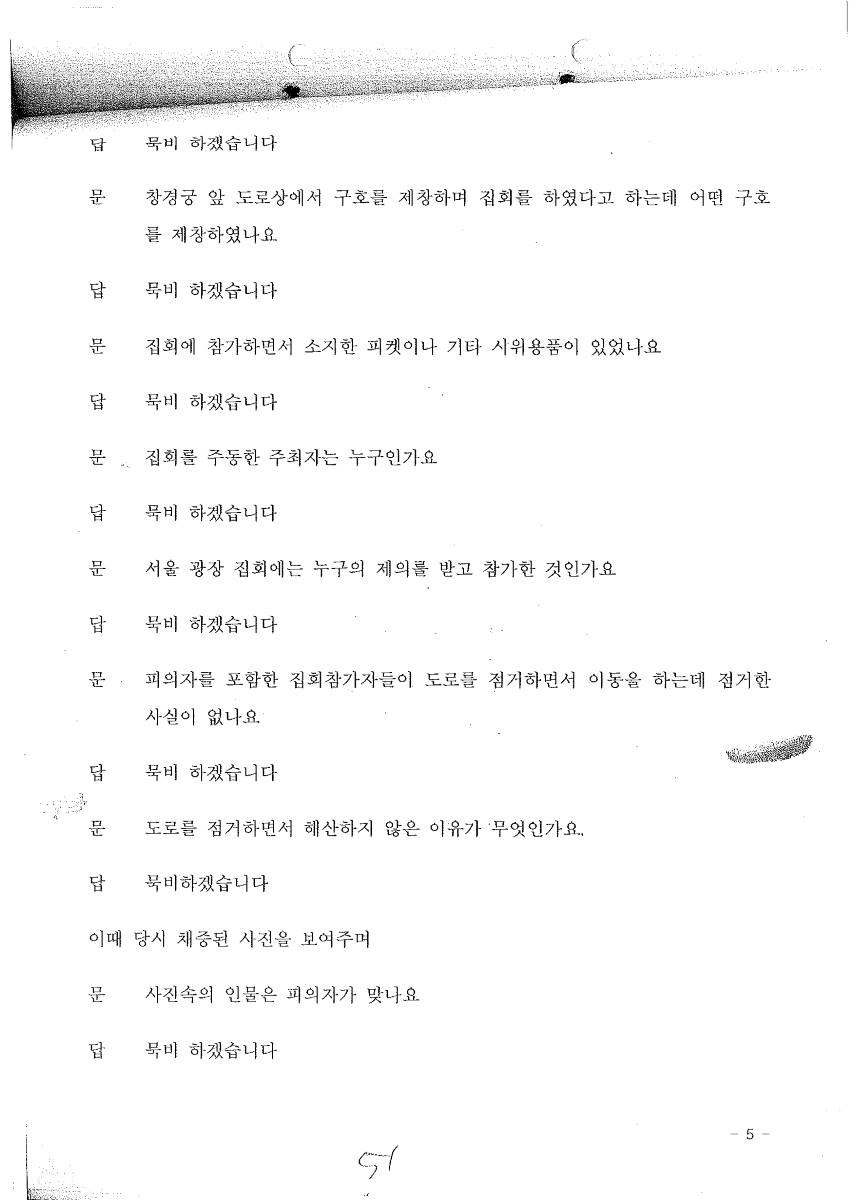 답 묵비 하겠습니다
문 창경궁 앞 도로상에서 구호를 제창하며 집회를 하였다고 하는데 어떤 구호
를 제창하였나요
답 묵비 하겠습니다
문 집회에 참가하면서 소지한 피켓이나 기타 시위용품이 있었나요
답 묵비 하겠습니다
문 집회를 주동한 주최자는 누구인가요
답 묵비 하겠습니다
문 서울 광장 집회에는 누구의 제의를 받고 참가한 것인가요
답 묵비 하겠습니다
문 피의자를 포함한 집회참가자들이 도로를 점거하면서 이동을 하는데 점거한
사실이 없나요
답 묵비 하겠습니다
문 도로를 점거하면서 해산하지 않은 이유가 무엇인가요.
답 묵비하겠습니다
이때 당시 채증된 사진을 보여주며
문 사진속의 인물은 피의자가 맞나요
답 묵비 하겠습니다
- 5 -
51